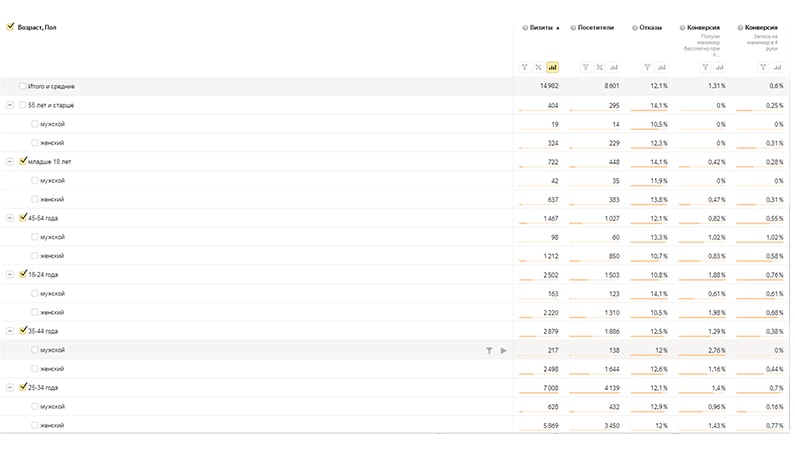 Возраст, Пол Визиты Посетители Отказы Конверсия Конверсия
Получи Запись на
маникюр маникюр в 4
бесплатно при руки
п...
Итого и средние 14 982 8 601 12,1 % 1,31 % 0,6 %
55 лет и старше 404 295 14,1 % 0 % 0,25 %
мужской 19 14 10,5 % 0 % 0 %
женский 324 229 12,3 % 0 % 0,31 %
младше 18 лет 722 448 14,1 % 0,42 % 0,28 %
мужской 42 35 11,9 % 0 % 0 %
женский 637 383 13,8 % 0,47 % 0,31 %
45-54 года 1 467 1 027 12,1 % 0,82 % 0,55 %
мужской 98 60 13,3 % 1,02 % 1,02 %
женский 1 212 850 10,7 % 0,83 % 0,58 %
18-24 года 2 502 1 503 10,8 % 1,88 % 0,76 %
мужской 163 123 14,1 % 0,61 % 0,61 %
женский 2 220 1 310 10,5 % 1,98 % 0,68 %
35-44 года 2 879 1 886 12,5 % 1,29 % 0,38 %
мужской 217 138 12 % 2,76 % 0 %
женский 2 498 1 644 12,6 % 1,16 % 0,44 %
25-34 года 7 008 4 139 12,1 % 1,4 % 0,7 %
мужской 628 432 12,9 % 0,96 % 0,16 %
женский 5 869 3 450 12 % 1,43 % 0,77 %